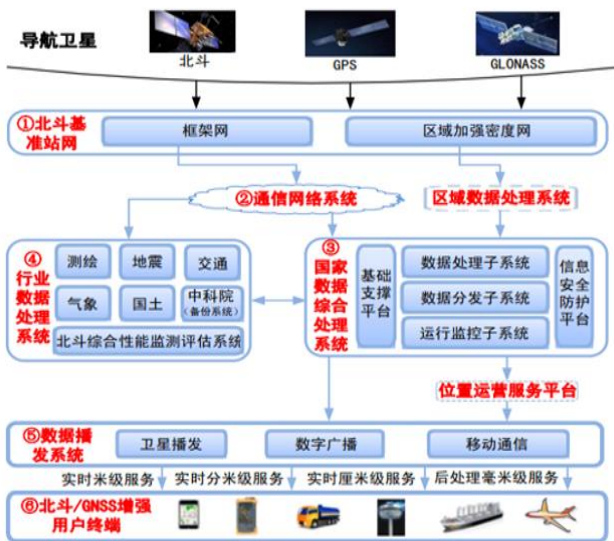 导航卫星
北斗
GPS
GLONASS
①北斗基
准站网
框架网
区域加强密度网
②通信网络系统
区域数据处理系统
④
行业
数据
处理
系统
测绘
地震
交通
气象
国土
中科院
(备份系统)
北斗综合性能监测评估系统
③
国家
数据
综合
处理
系统
基础
支撑
平台
数据处理子系统
数据分发子系统
运行监控子系统
信息
安全
防护
平台
位置运营服务平台
⑤数据播
发系统
卫星播发
数字广播
移动通信
实时米级服务
实时分米级服务
实时厘米级服务
后处理毫米级服务
⑥北斗/GNSS增强
用户终端